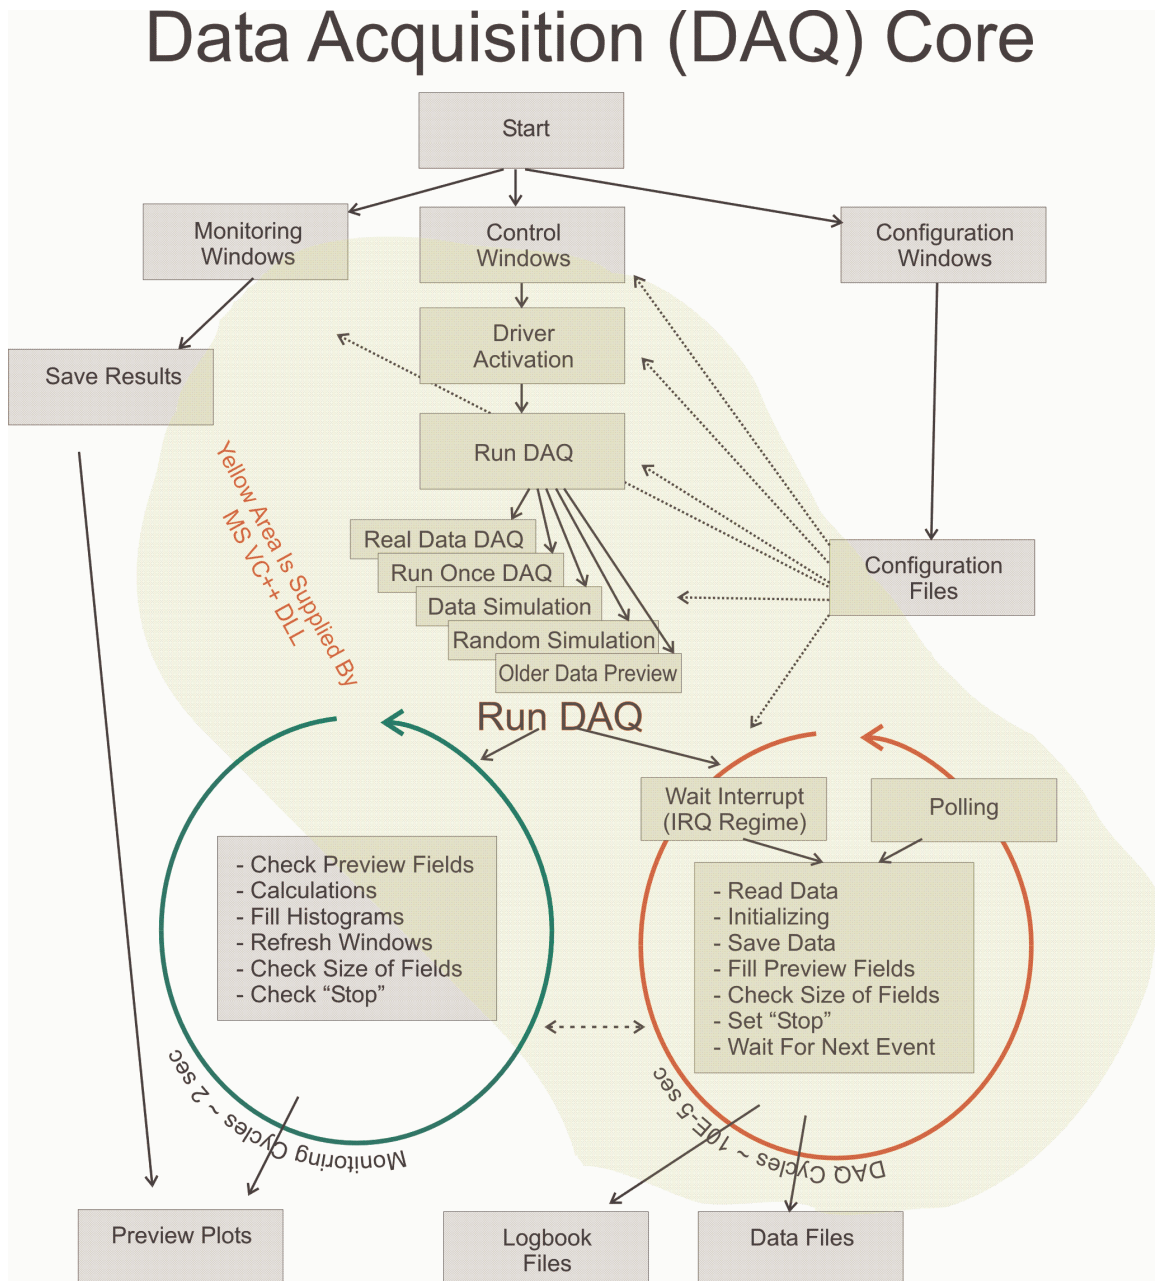 Data Acquisition (DAQ) Core
Start
Monitoring
Windows
Control
Windows
Configuration
Windows
Driver
Activation
Save Results
Run DAQ
Yellow Area Is Supplied By
MS VC++ DLL
Real Data DAQ
Run Once DAQ
Data Simulation
Random Simulation
Older Data Preview
Configuration
Files
Run DAQ
Wait Interrupt
(IRQ Regime)
Polling
- Check Preview Fields
- Calculations
- Fill Histograms
- Refresh Windows
- Check Size of Fields
- Check “Stop”
- Read Data
- Initializing
- Save Data
- Fill Preview Fields
- Check Size of Fields
- Set “Stop”
- Wait For Next Event
Monitoring Cycles ~ 2 sec
DAQ Cycles ~ 10E-5 sec
Preview Plots
Logbook
Files
Data Files